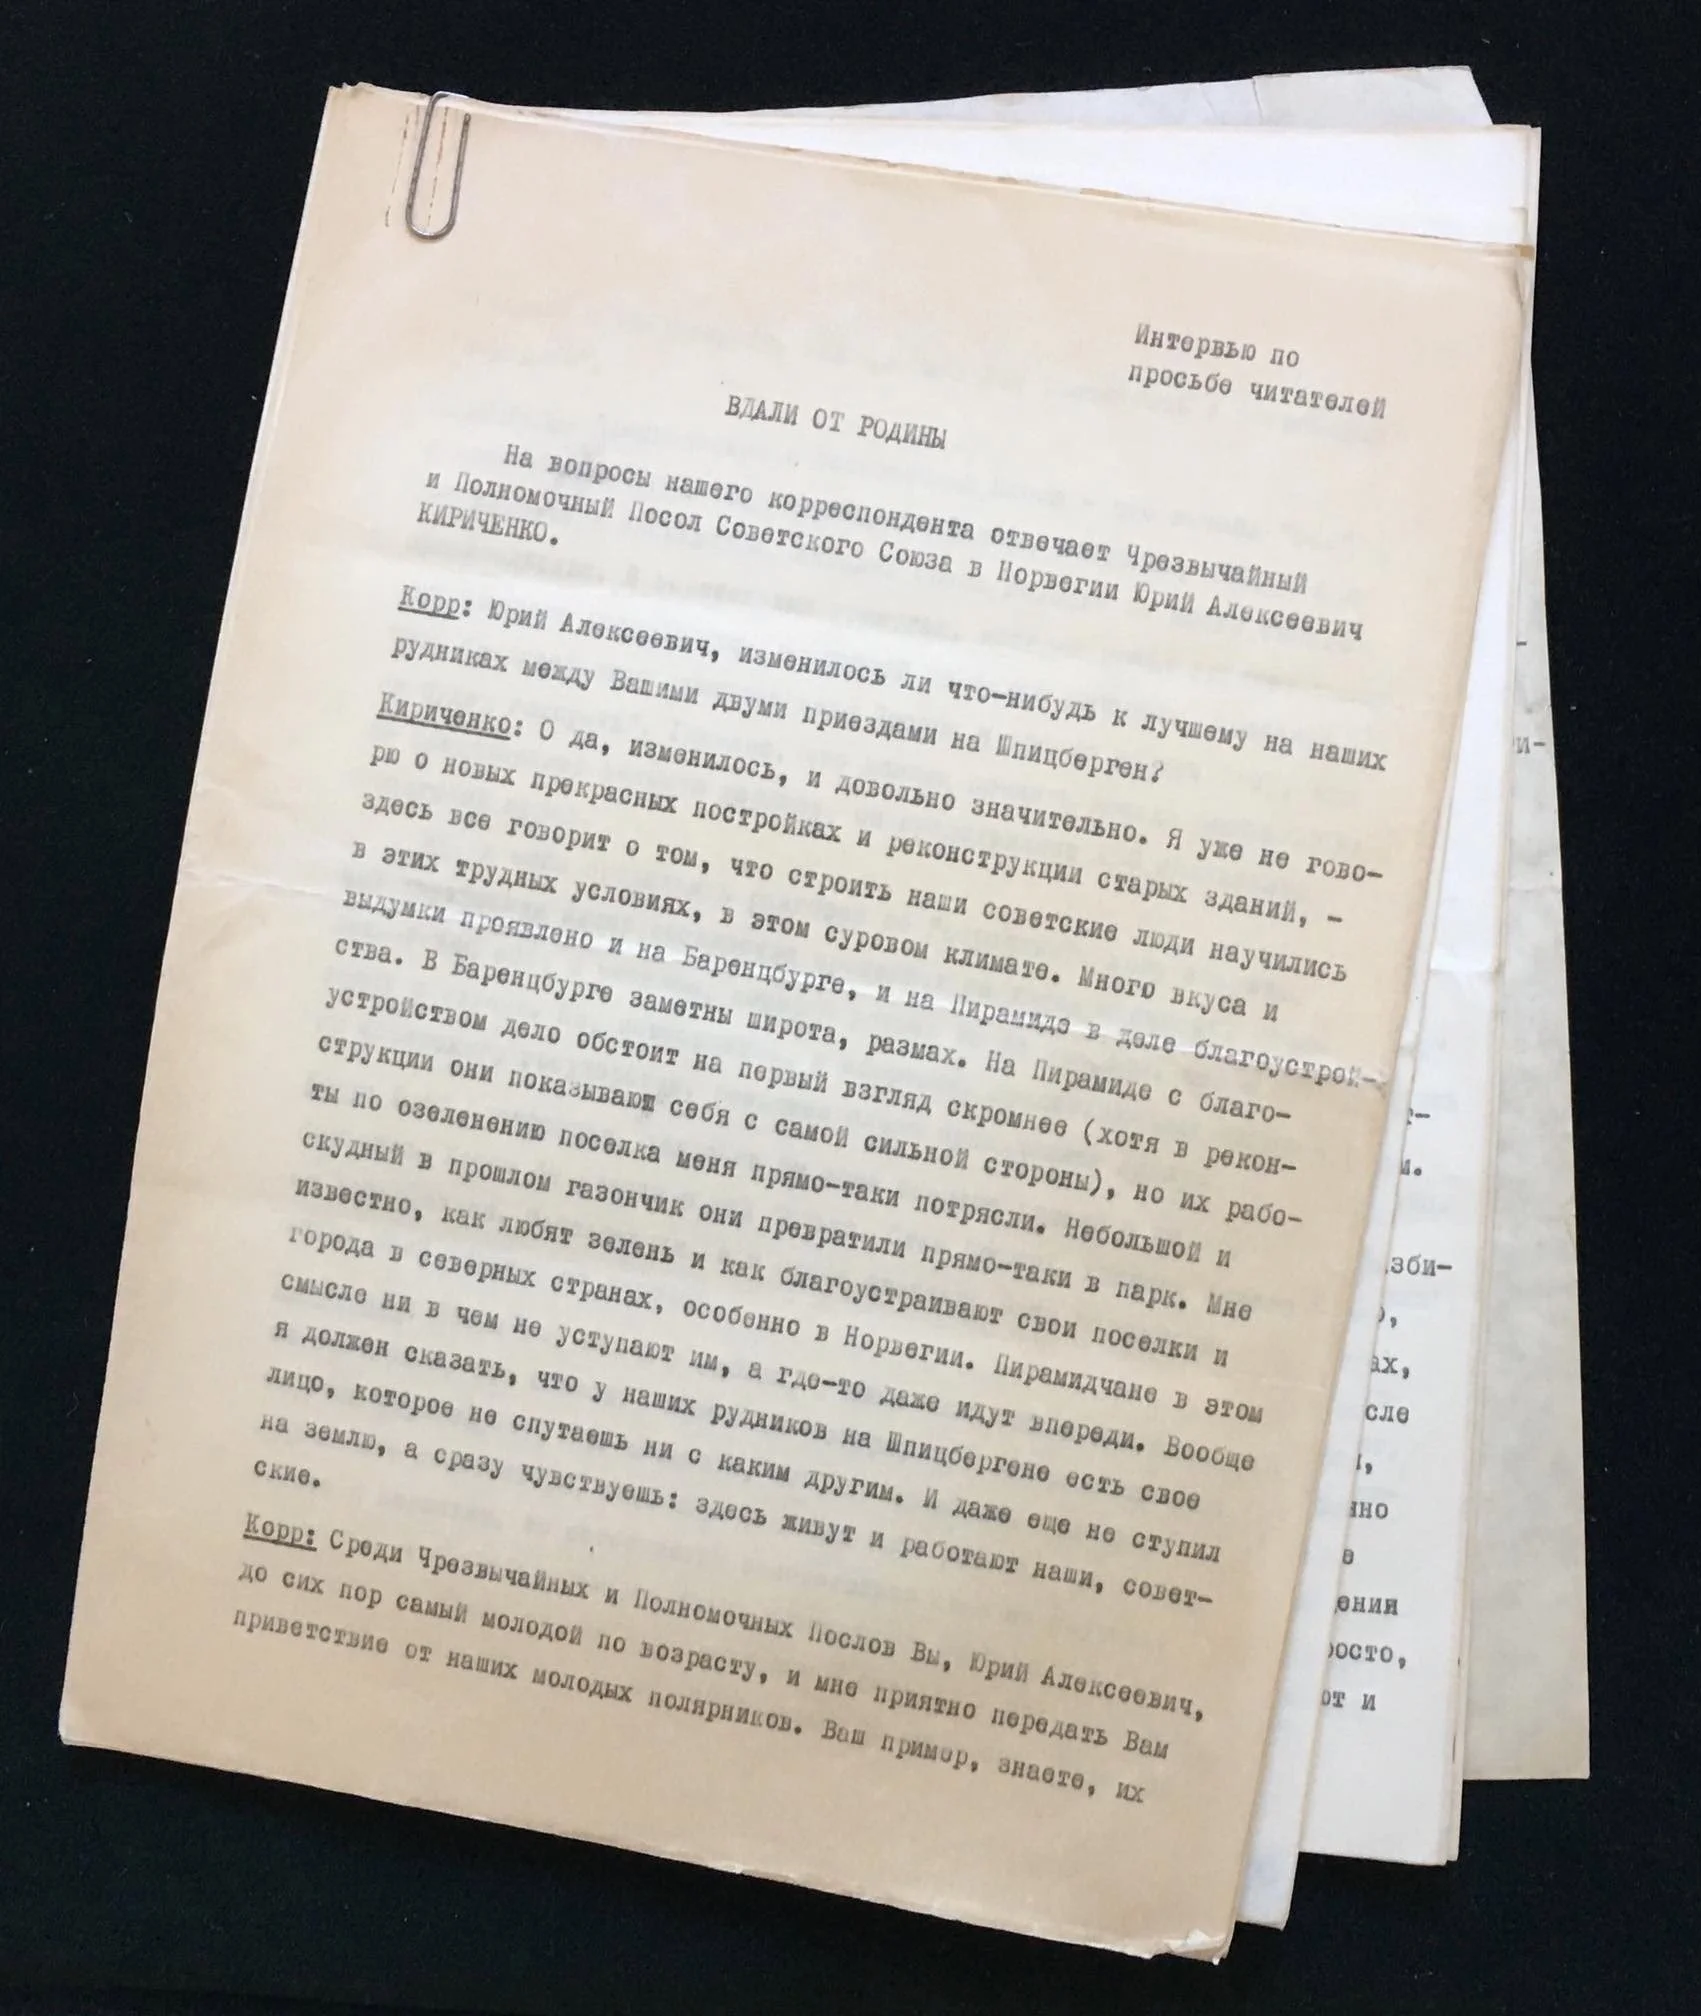 Интервью по
просьбе читателей
ВДАЛИ ОТ РОДИНЫ
На вопросы нашего корреспондента отвечает Чрезвычайный
и Полномочный Посол Советского Союза в Норвегии Юрий Алексеевич
КИРИЧЕНКО.
Корр: Юрий Алексеевич, изменилось ли что-нибудь к лучшему на наших
рудниках между Вашими двуми приездами на Шпицберген?
Кириченко: О да, изменилось, и довольно значительно. Я уже не гово-
рю о новых прекрасных постройках и реконструкции старых зданий, -
здесь все говорит о том, что строить наши советские люди научились
в этих трудных условиях, в этом суровом климате. Много вкуса и
выдумки проявлено и на Баренцбурге, и на Пирамиде в деле благоустрой-
ства. В Баренцбурге заметны широта, размах. На Пирамиде с благо-
устройством дело обстоит на первый взгляд скромнее (хотя в рекон-
струкции они показывают себя с самой сильной стороны), но их рабо-
ты по озеленению поселка меня прямо-таки потрясли. Небольшой и
скудный в прошлом газончик они превратили прямо-таки в парк. Мне
известно, как любят зелень и как благоустраивают свои поселки и
города в северных странах, особенно в Норвегии. Пирамидчане в этом
смысле ни в чем не уступают им, а где-то даже идут впереди. Вообще
я должен сказать, что у наших рудников на Шпицбергене есть свое
лицо, которое не спутаешь ни с каким другим. И даже еще не ступил
на землю, а сразу чувствуешь: здесь живут и работают наши, совет-
ские.
Корр: Среди Чрезвычайных и Полномочных Послов Вы, Юрий Алексеевич,
до сих пор самый молодой по возрасту, и мне приятно передать Вам
приветствие от наших молодых полярников. Ваш пример, знаете, их